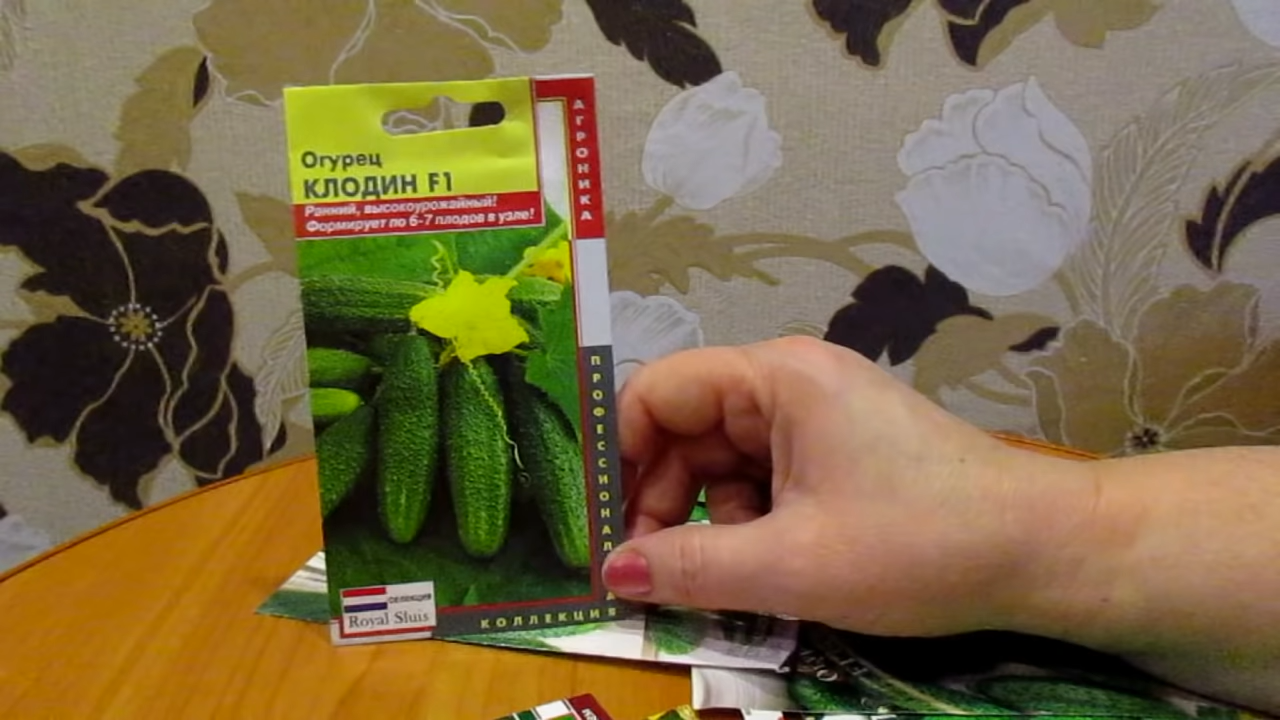 Огурец
КЛОДИН F1
Ранний, высокоурожайный!
Формирует по 6-7 плодов в узле!
АГРОНИКА
ПРОФЕССИОНАЛ
КОЛЛЕКЦИЯ
СЕЛЕКЦИЯ
Royal Sluis